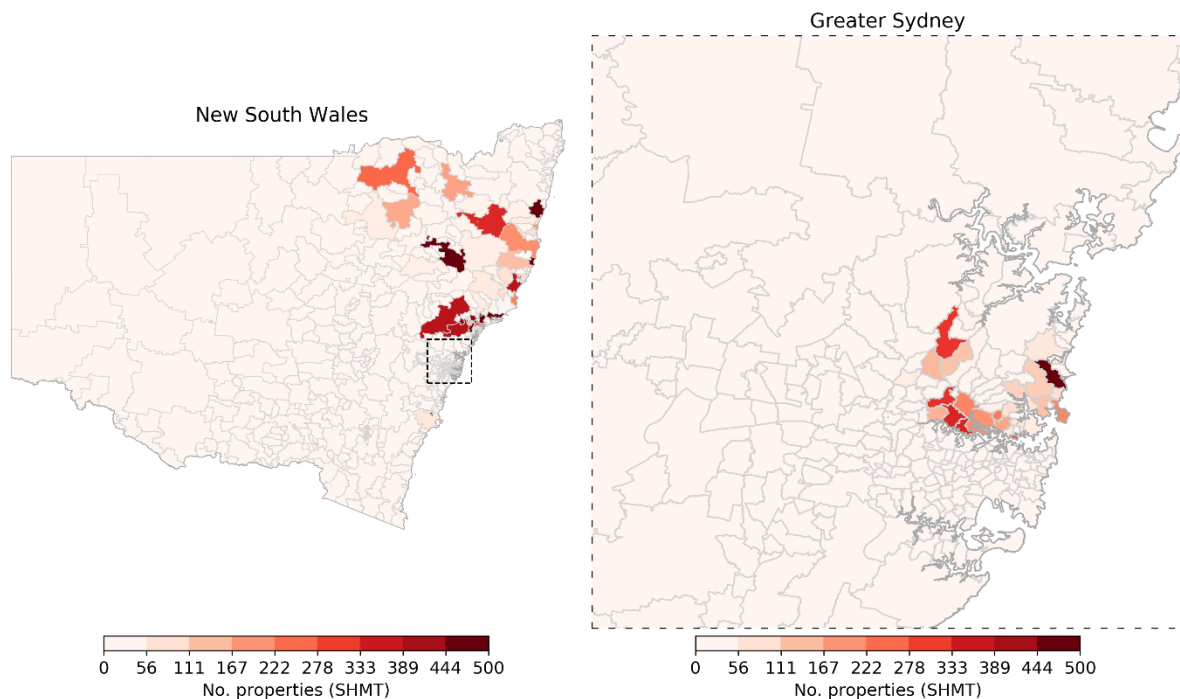 Greater Sydney
New South Wales
0 56 111 167 222 278 333 389 444 500
No. properties (SHMT)
0 56 111 167 222 278 333 389 444 500
No. properties (SHMT)